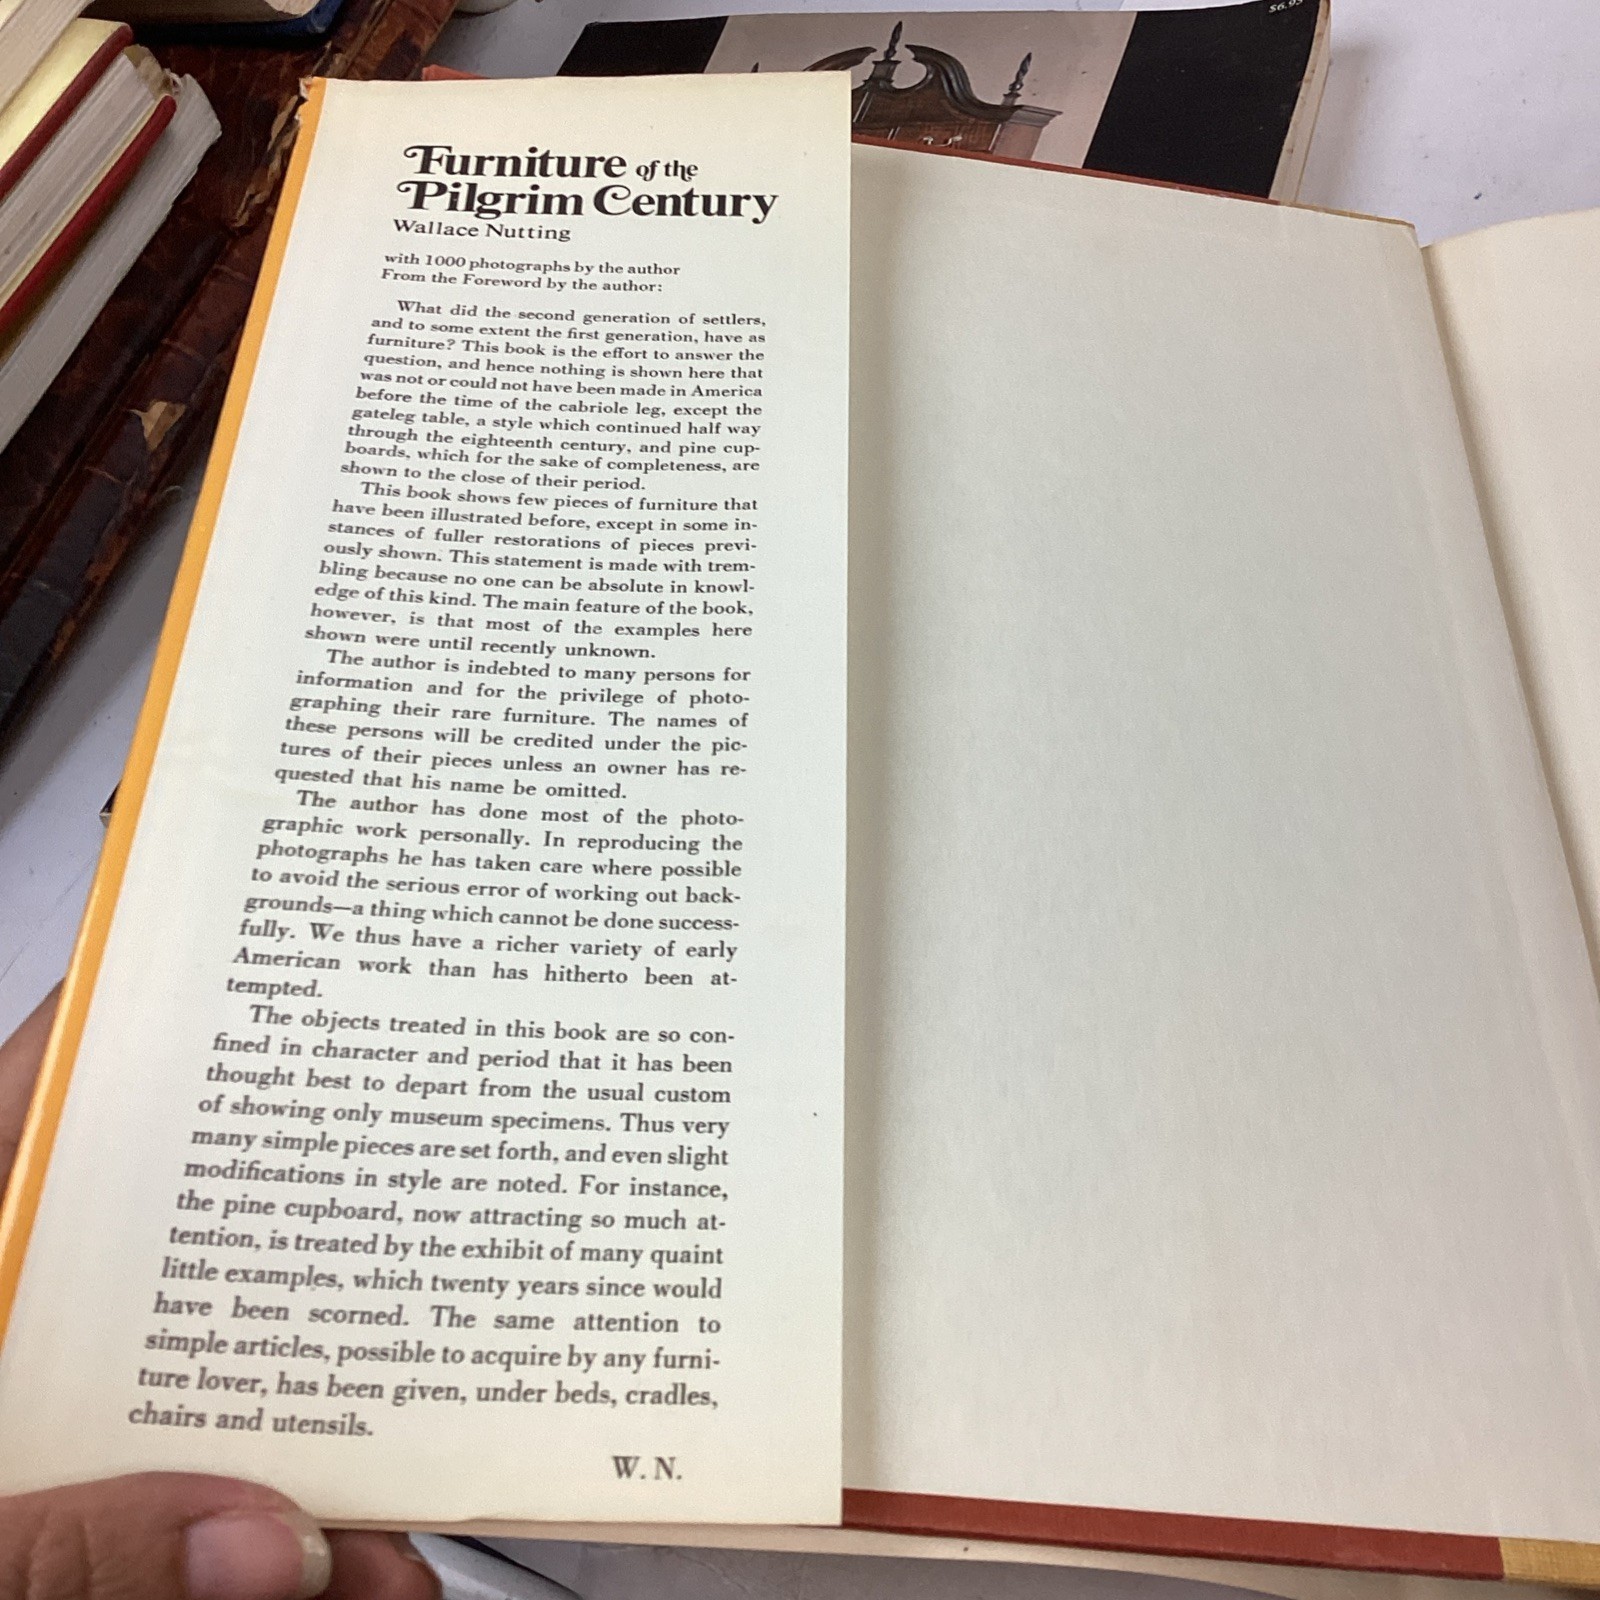 $6.95
Furniture of the
Pilgrim Century
Wallace Nutting
with 1000 photographs by the author
From the Foreword by the author:
What did the second generation of settlers,
and to some extent the first generation, have as
furniture? This book is the effort to answer the
question, and hence nothing is shown here that
was not or could not have been made in America
before the time of the cabriole leg, except the
gateleg table, a style which continued half way
through the eighteenth century, and pine cup-
boards, which for the sake of completeness, are
shown to the close of their period.
This book shows few pieces of furniture that
have been illustrated before, except in some in-
stances of fuller restorations of pieces previ-
ously shown. This statement is made with trem-
bling because no one can be absolute in knowl-
edge of this kind. The main feature of the book,
however, is that most of the examples here
shown were until recently unknown.
The author is indebted to many persons for
information and for the privilege of photo-
graphing their rare furniture. The names of
these persons will be credited under the pic-
tures of their pieces unless an owner has re-
quested that his name be omitted.
The author has done most of the photo-
graphic work personally. In reproducing the
photographs he has taken care where possible
to avoid the serious error of working out back-
grounds—a thing which cannot be done success-
fully. We thus have a richer variety of early
American work than has hitherto been at-
tempted.
The objects treated in this book are so con-
fined in character and period that it has been
thought best to depart from the usual custom
of showing only museum specimens. Thus very
many simple pieces are set forth, and even slight
modifications in style are noted. For instance,
the pine cupboard, now attracting so much at-
tention, is treated by the exhibit of many quaint
little examples, which twenty years since would
have been scorned. The same attention to
simple articles, possible to acquire by any furni-
ture lover, has been given, under beds, cradles,
chairs and utensils.
W. N.